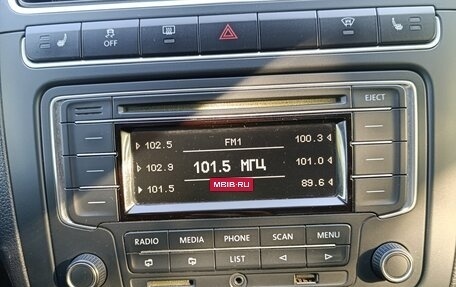 OFF
EJECT
102.5 FM1 100.3
102.9 101.5 МГЦ 101.0
101.5 MBIB.RU 89.6
RADIO MEDIA PHONE SCAN MENU
LIST